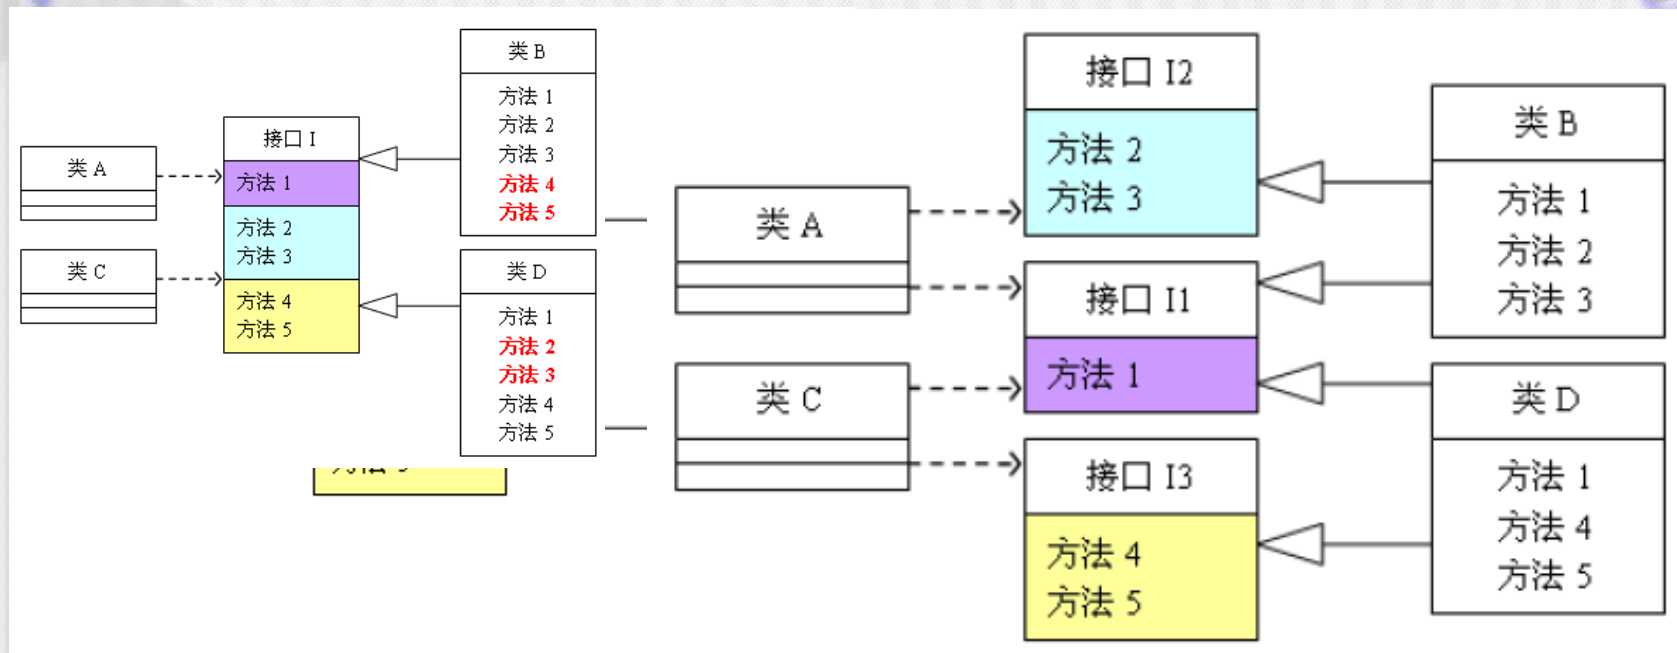 类 A
类 C
接口 I
方法 1
方法 2
方法 3
方法 4
方法 5
类 B
方法 1
方法 2
方法 3
方法 4
方法 5
类 D
方法 1
方法 2
方法 3
方法 4
方法 5
类 A
类 C
接口 I2
方法 2
方法 3
接口 I1
方法 1
接口 I3
方法 4
方法 5
类 B
方法 1
方法 2
方法 3
类 D
方法 1
方法 4
方法 5